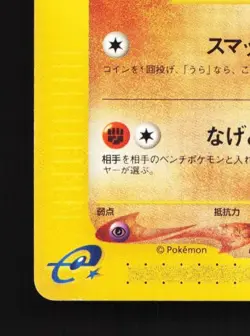 スマッ
コインを1回投げ、「うら」なら、こ
なげ
相手を相手のベンチポケモンと入れ
ヤーが選ぶ。
弱点 抵抗力
© Pokémon
e